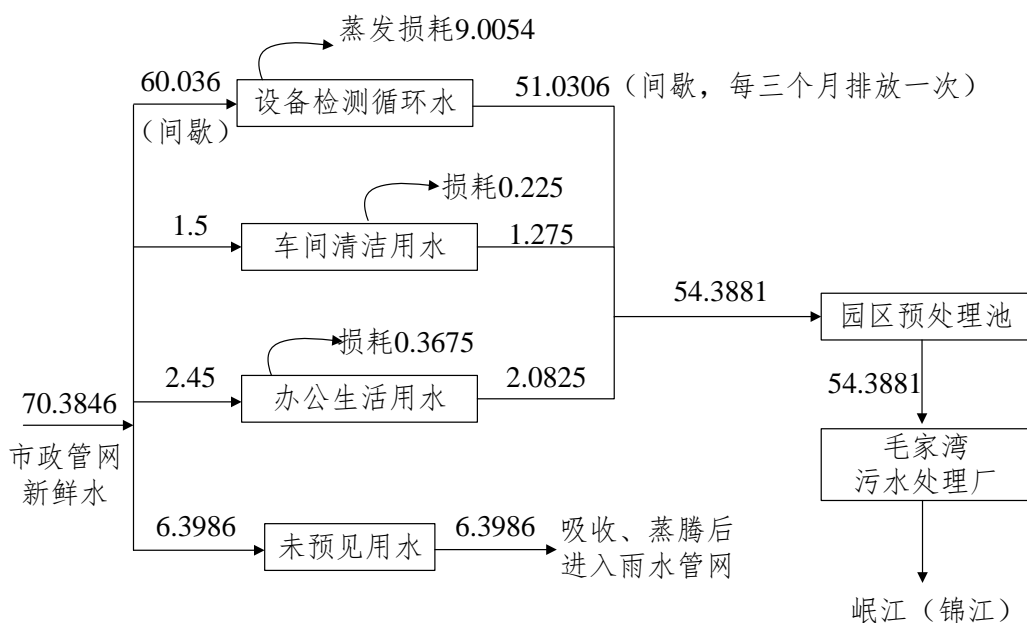 蒸发损耗9.0054
60.036
设备检测循环水
51.0306（间歇，每三个月排放一次）
（间歇）
损耗0.225
1.5
车间清洁用水
1.275
54.3881
园区预处理池
损耗0.3675
2.45
办公生活用水
2.0825
54.3881
70.3846
市政管网
新鲜水
毛家湾
污水处理厂
6.3986
未预见用水
6.3986
吸收、蒸腾后
进入雨水管网
岷江（锦江）